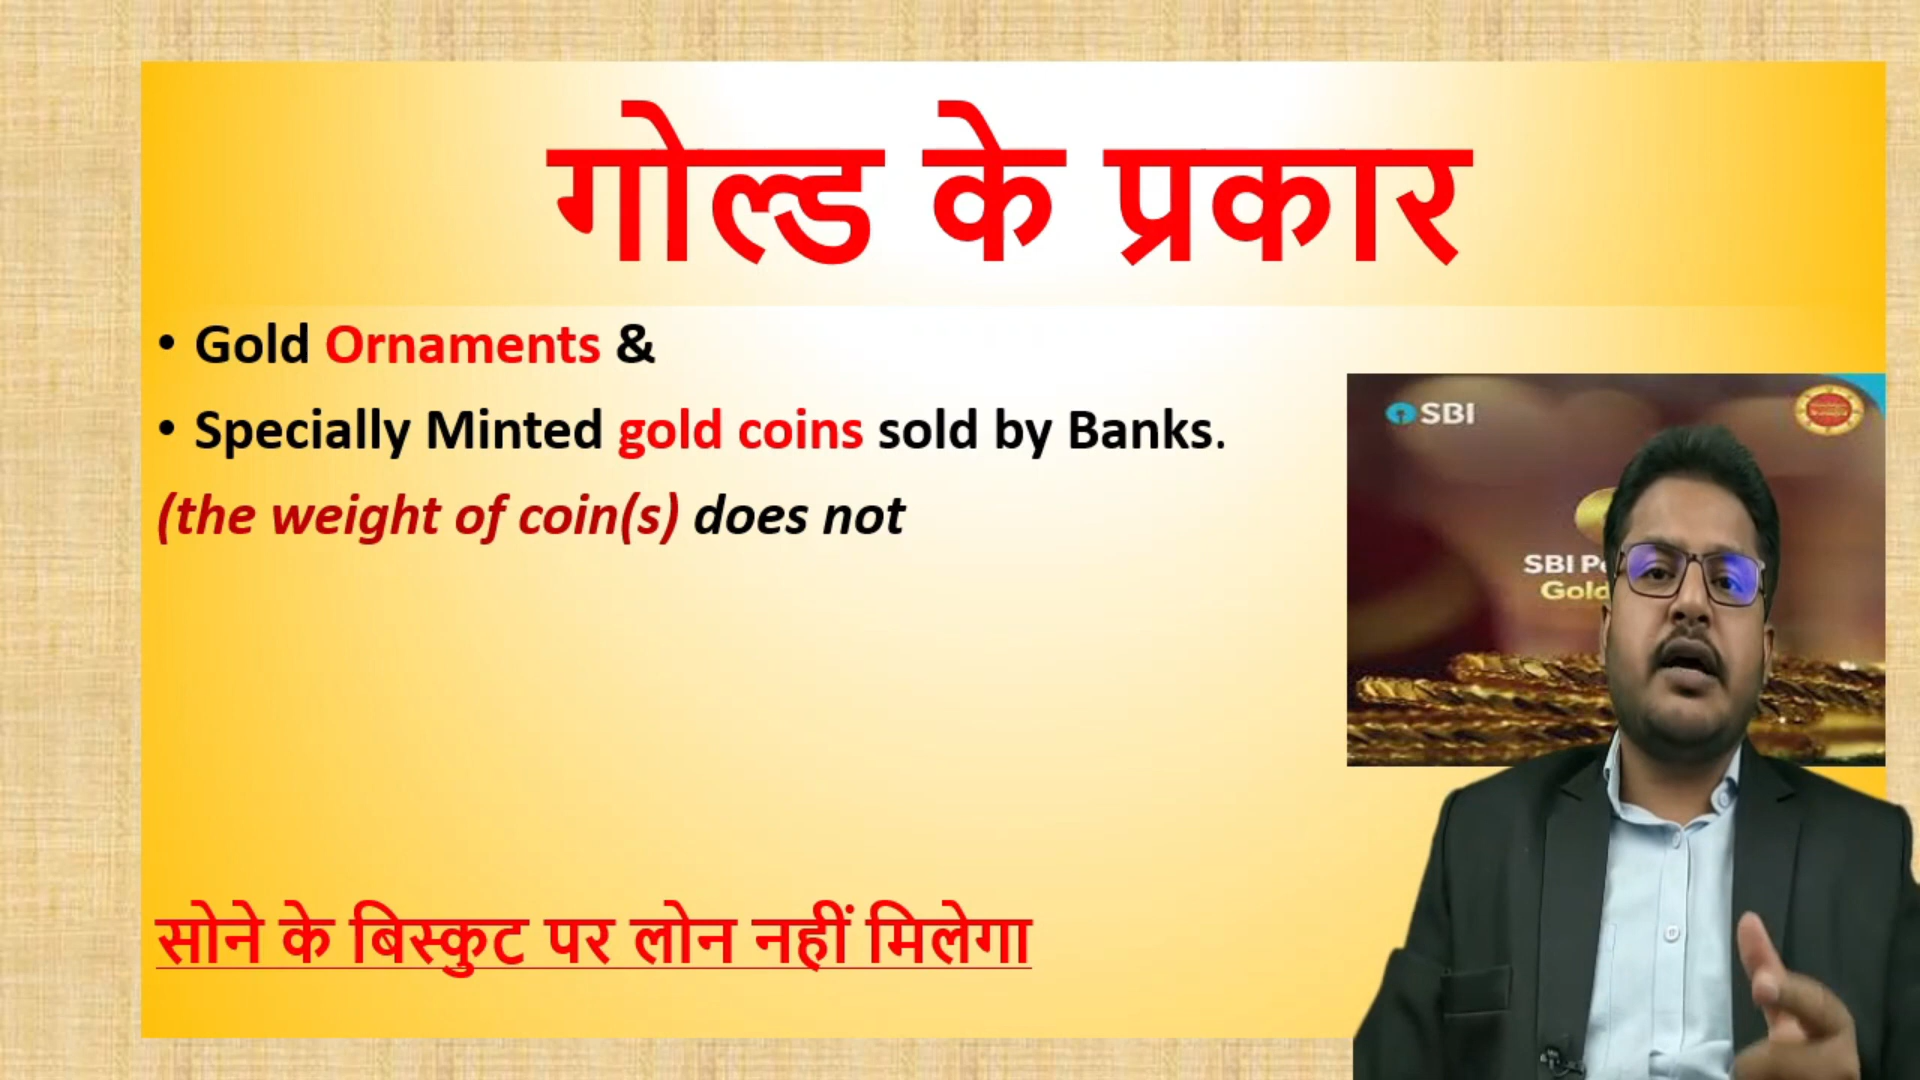 गोल्ड के प्रकार
• Gold Ornaments &
• Specially Minted gold coins sold by Banks.
(the weight of coin(s) does not
SBI
SBI
Gold
सोने के बिस्कुट पर लोन नहीं मिलेगा